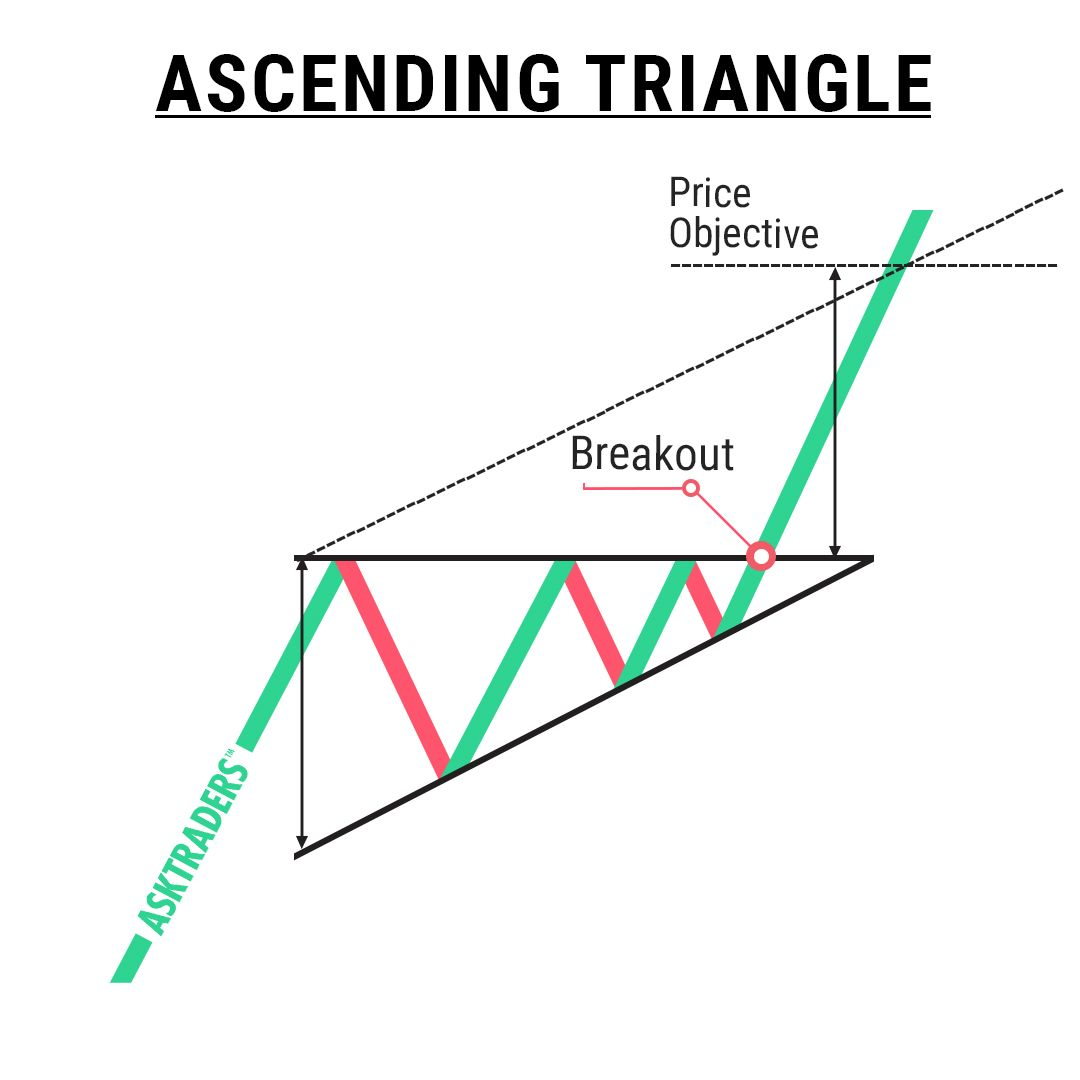 ASCENDING TRIANGLE
Price
Objective
Breakout
ASKTRADERS™